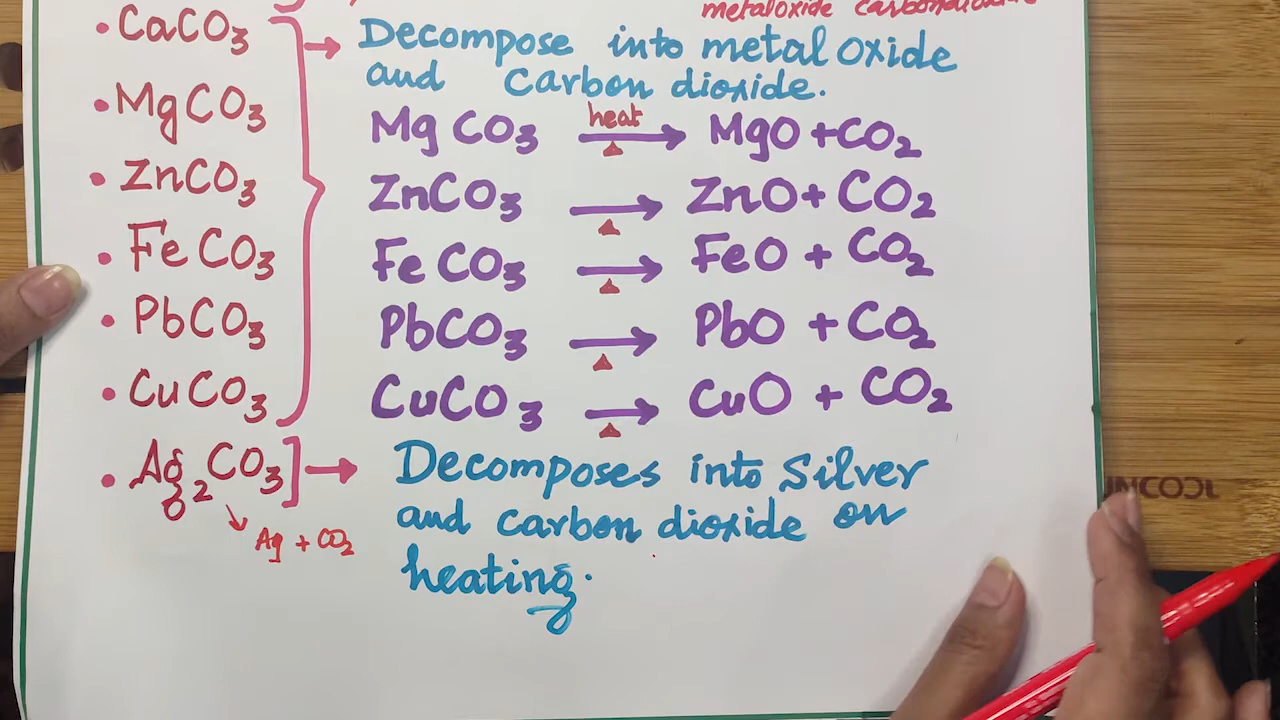 metaloxide carbondioxide
• CaCO3
Decompose into metal oxide
and Carbon dioxide.
• MgCO3
MgCO3 heat → MgO + CO2
• ZnCO3
ZnCO3 → ZnO + CO2
• FeCO3
FeCO3 → FeO + CO2
• PbCO3
PbCO3 → PbO + CO2
• CuCO3
CuCO3 → CuO + CO2
• Ag2CO3 →
Decomposes into Silver
and carbon dioxide on
heating.
Ag + CO2